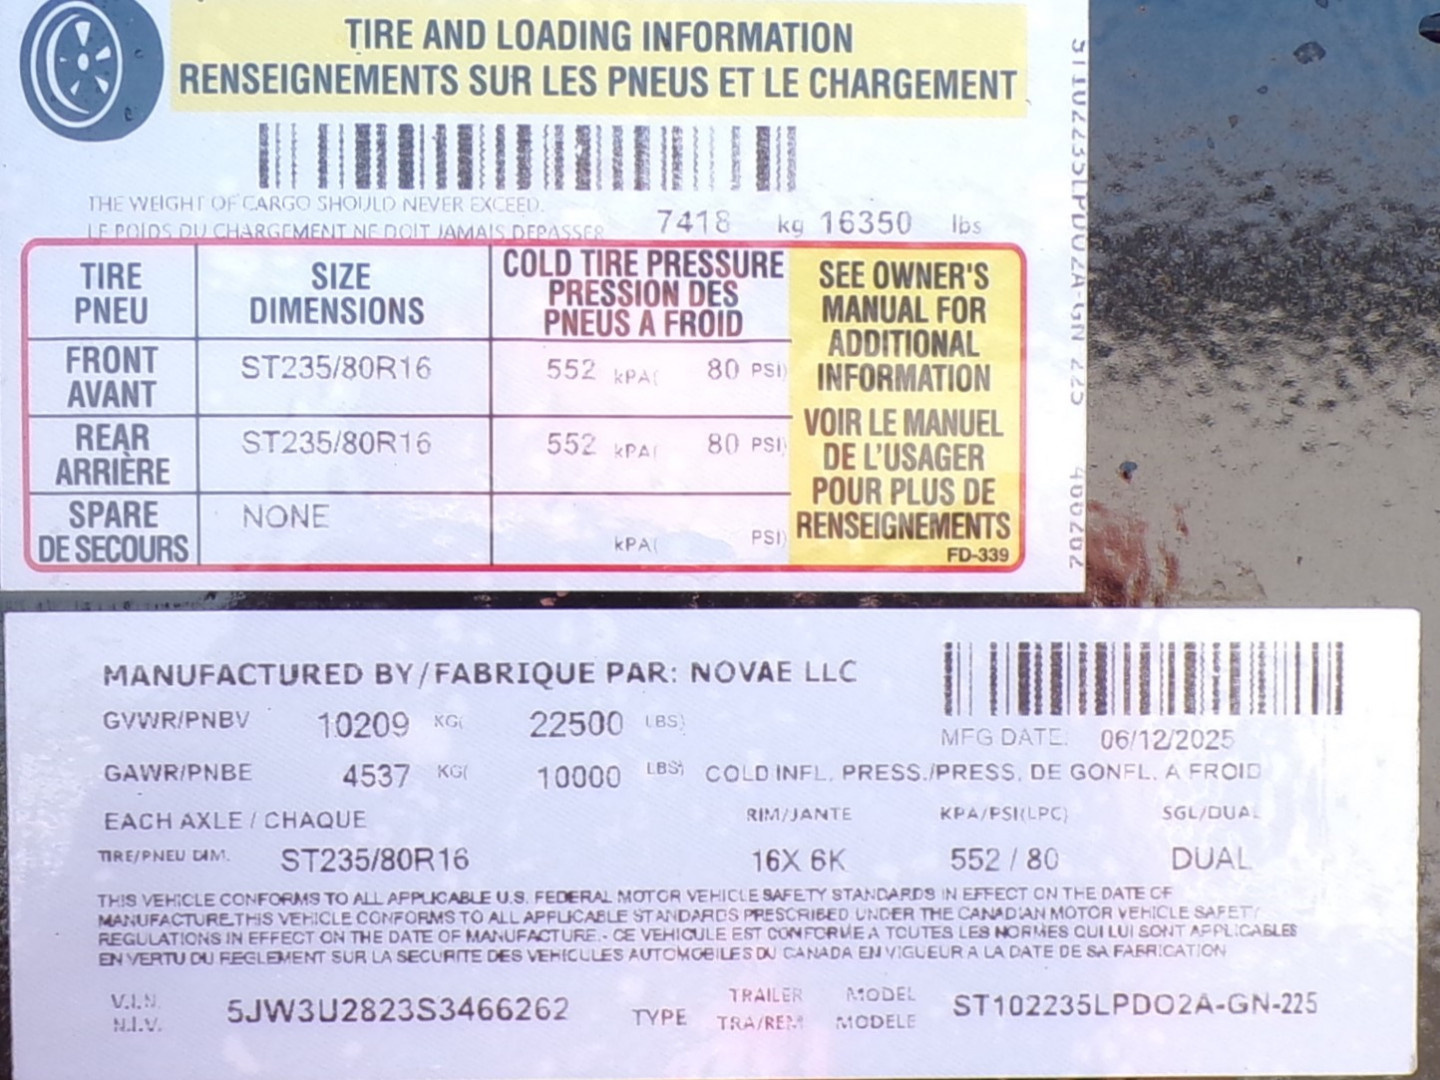 TIRE AND LOADING INFORMATION
RENSEIGNEMENTS SUR LES PNEUS ET LE CHARGEMENT
THE WEIGHT OF CARGO SHOULD NEVER EXCEED.
LE POIDS DU CHARGEMENT NE DOIT JAMAIS DEPASSER 7418 kg 16350 lbs
TIRE
PNEU
SIZE
DIMENSIONS
COLD TIRE PRESSURE
PRESSION DES
PNEUS A FROID
FRONT
AVANT
ST235/80R16
552 kPA( 80 PSI)
REAR
ARRIÈRE
ST235/80R16
552 kPA( 80 PSI)
SPARE
DE SECOURS
NONE
kPA( PSI)
SEE OWNER'S
MANUAL FOR
ADDITIONAL
INFORMATION
VOIR LE MANUEL
DE L'USAGER
POUR PLUS DE
RENSEIGNEMENTS
FD-339
ST102235LPDO2A-GN 225 466262
MANUFACTURED BY/FABRIQUE PAR: NOVAE LLC
GVWR/PNBV 10209 KG( 22500 LBS)
MFG DATE: 06/12/2025
GAWR/PNBE 4537 KG( 10000 LBS) COLD INFL. PRESS./PRESS. DE GONFL. A FROID
EACH AXLE / CHAQUE RIM/JANTE KPA/PSI(LPC) SGL/DUAL
TIRE/PNEU DIM. ST235/80R16 16X 6K 552 / 80 DUAL
THIS VEHICLE CONFORMS TO ALL APPLICABLE U.S. FEDERAL MOTOR VEHICLE SAFETY STANDARDS IN EFFECT ON THE DATE OF
MANUFACTURE.THIS VEHICLE CONFORMS TO ALL APPLICABLE STANDARDS PRESCRIBED UNDER THE CANADIAN MOTOR VEHICLE SAFETY
REGULATIONS IN EFFECT ON THE DATE OF MANUFACTURE.- CE VEHICULE EST CONFORME A TOUTES LES NORMES QUI LUI SONT APPLICABLES
EN VERTU DU REGLEMENT SUR LA SECURITE DES VEHICULES AUTOMOBILES DU CANADA EN VIGUEUR A LA DATE DE SA FABRICATION
V.I.N.
N.I.V.
5JW3U2823S3466262
TYPE
TRAILER
TRA/REM
MODEL
MODELE
ST102235LPDO2A-GN-225